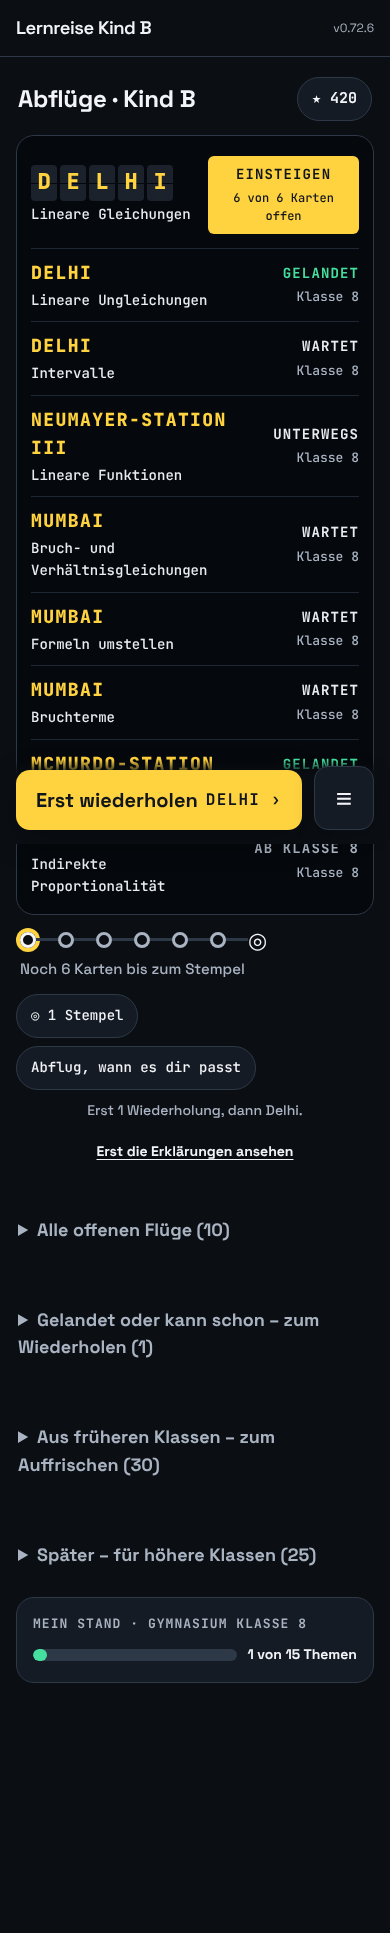 Lernreise Kind B
v0.72.6
Abflüge · Kind B
★ 420
DELHI
Lineare Gleichungen
EINSTEIGEN
6 von 6 Karten
offen
DELHI
GELANDET
Lineare Ungleichungen
Klasse 8
DELHI
WARTET
Intervalle
Klasse 8
NEUMAYER-STATION
III
UNTERWEGS
Lineare Funktionen
Klasse 8
MUMBAI
WARTET
Bruch- und
Verhältnisgleichungen
Klasse 8
MUMBAI
WARTET
Formeln umstellen
Klasse 8
MUMBAI
WARTET
Bruchterme
Klasse 8
MCMURDO-STATION
GELANDET
Erst wiederholen DELHI ›
≡
AB KLASSE 8
Indirekte
Proportionalität
Klasse 8
Noch 6 Karten bis zum Stempel
◎ 1 Stempel
Abflug, wann es dir passt
Erst 1 Wiederholung, dann Delhi.
Erst die Erklärungen ansehen
▶ Alle offenen Flüge (10)
▶ Gelandet oder kann schon – zum
Wiederholen (1)
▶ Aus früheren Klassen – zum
Auffrischen (30)
▶ Später – für höhere Klassen (25)
MEIN STAND · GYMNASIUM KLASSE 8
1 von 15 Themen